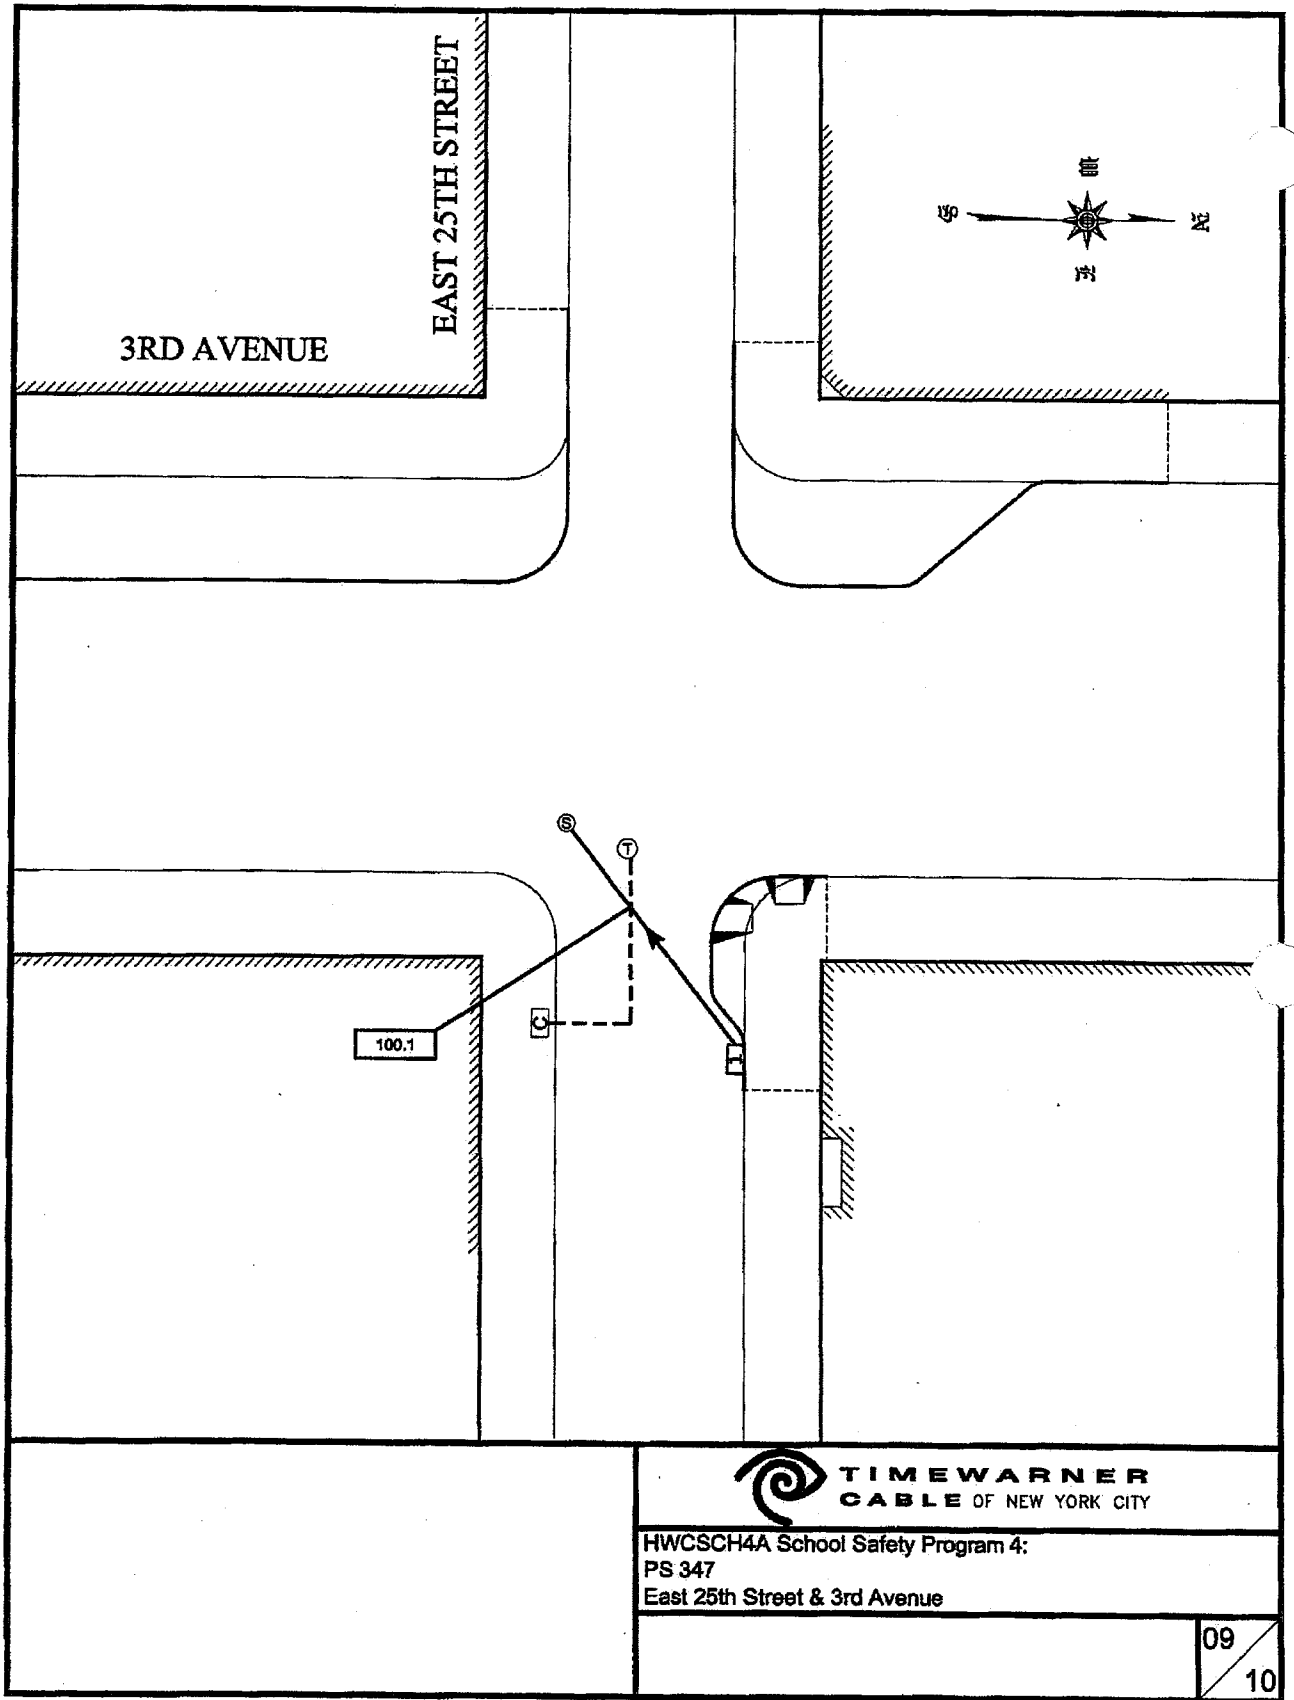 EAST 25TH STREET
3RD AVENUE
E
S
N
W
S
T
C
100.1
1
TIMEWARNER
CABLE OF NEW YORK CITY
HWCSCH4A School Safety Program 4:
PS 347
East 25th Street & 3rd Avenue
09
10